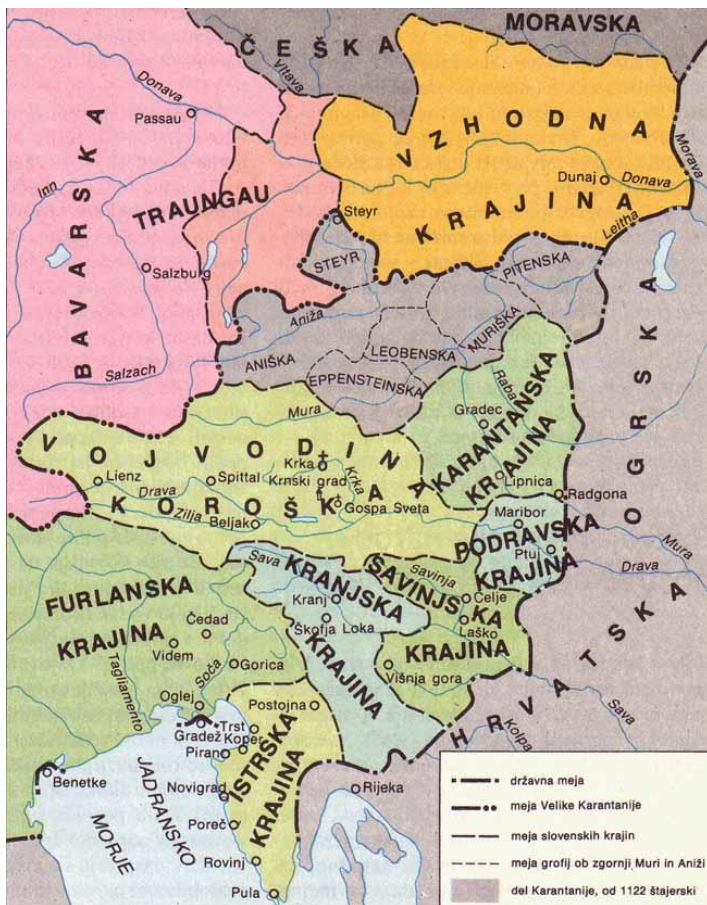 MORAVSKA
ČEŠKA
Vltava
Donava
Passau
VZHODNA
KRAJINA
Dunaj
Donava
Morava
Leitha
Inn
BAVARSKA
TRAUNGAU
Steyr
STEYR
PITENSKA
Salzburg
Aniža
MURIŠKA
LEOBENSKA
ANIŠKA
EPPENSTEINSKA
Salzach
OGRSKA
Raba
Gradec
KARANTANSKA
KRAJINA
Lipnica
Mura
VOJVODINA
KOROŠKA
Krka
Krnski grad
Krka
Gospa Sveta
Lienz
Spittal
Drava
Zilja
Beljak
Radgona
Maribor
PODRAVSKA
KRAJINA
Ptuj
Mura
Drava
Sava
KRANJSKA
KRAJINA
Kranj
Škofja Loka
Savinja
SAVINJSKA
KRAJINA
Celje
Laško
Višnja gora
FURLANSKA
KRAJINA
Čedad
Videm
Soča
Gorica
Tagliamento
Oglej
Postojna
Gradež
Trst
Koper
Piran
ISTRSKA
KRAJINA
Novigrad
Poreč
Rovinj
Pula
Rijeka
Benetke
JADRANSKO
MORJE
HRVATSKA
Kolpa
Sava
državna meja
meja Velike Karantanije
meja slovenskih krajin
meja grofij ob zgornji Muri in Aniži
del Karantanije, od 1122 štajerski